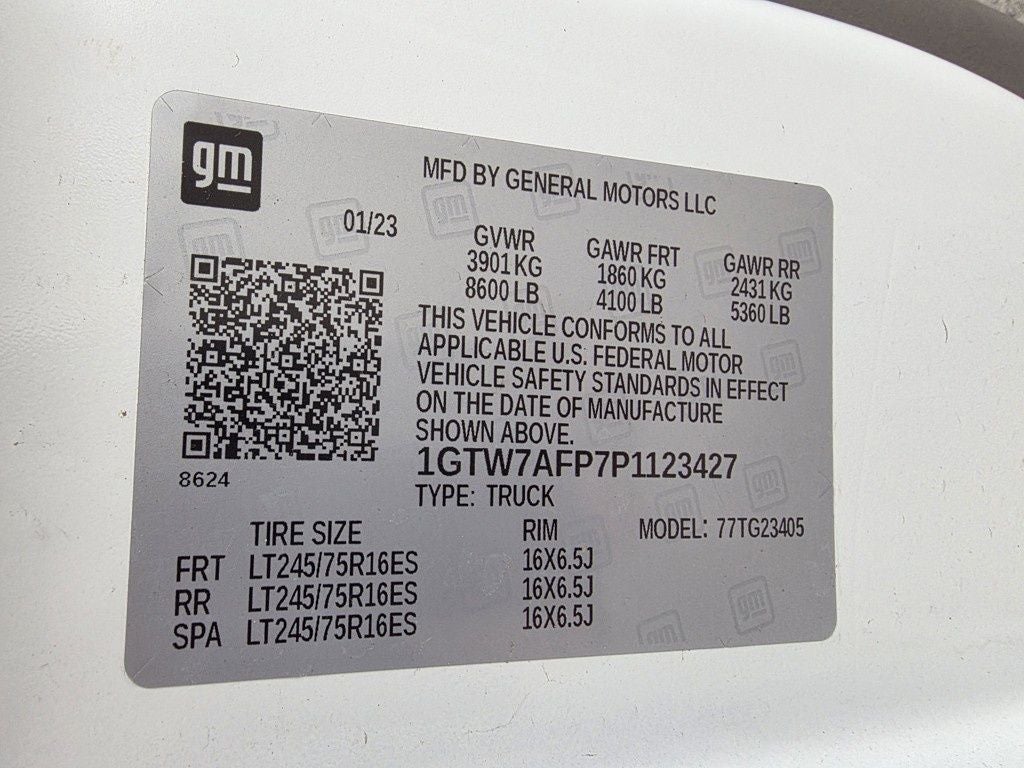 gm
MFD BY GENERAL MOTORS LLC
01/23
GVWR GAWR FRT GAWR RR
3901 KG 1860 KG 2431 KG
8600 LB 4100 LB 5360 LB
THIS VEHICLE CONFORMS TO ALL
APPLICABLE U.S. FEDERAL MOTOR
VEHICLE SAFETY STANDARDS IN EFFECT
ON THE DATE OF MANUFACTURE
SHOWN ABOVE.
8624
1GTW7AFP7P1123427
TYPE: TRUCK
TIRE SIZE RIM MODEL: 77TG23405
FRT LT245/75R16ES 16X6.5J
RR LT245/75R16ES 16X6.5J
SPA LT245/75R16ES 16X6.5J